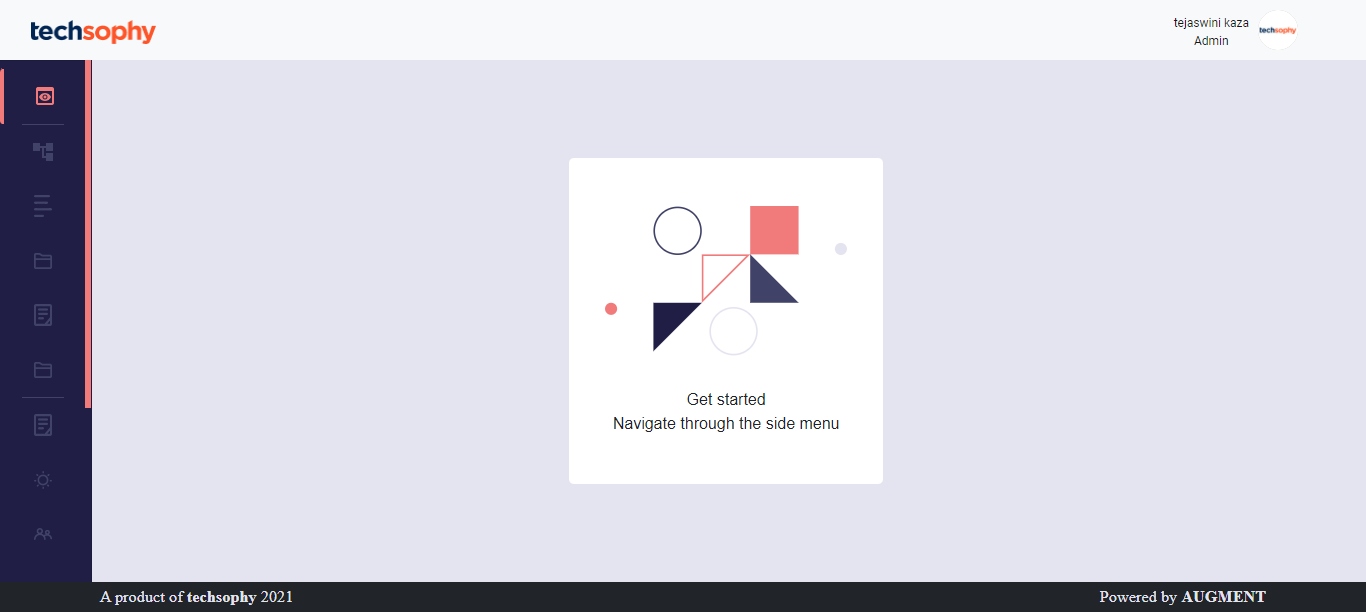 techsophy
tejaswini kaza
Admin
techsophy
Get started
Navigate through the side menu
A product of techsophy 2021
Powered by AUGMENT